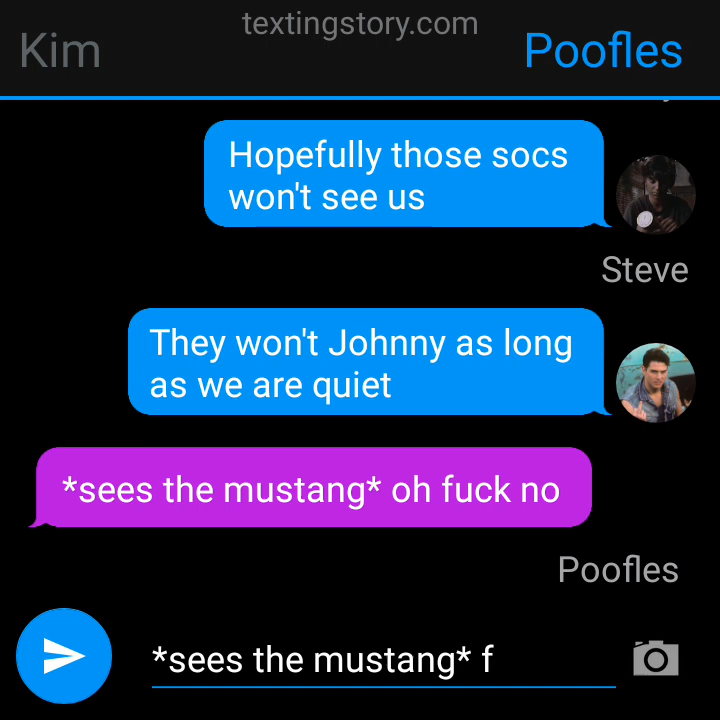 textingstory.com
Kim
Poofles
Hopefully those socs
won't see us
Steve
They won't Johnny as long
as we are quiet
*sees the mustang* oh fuck no
Poofles
*sees the mustang* f